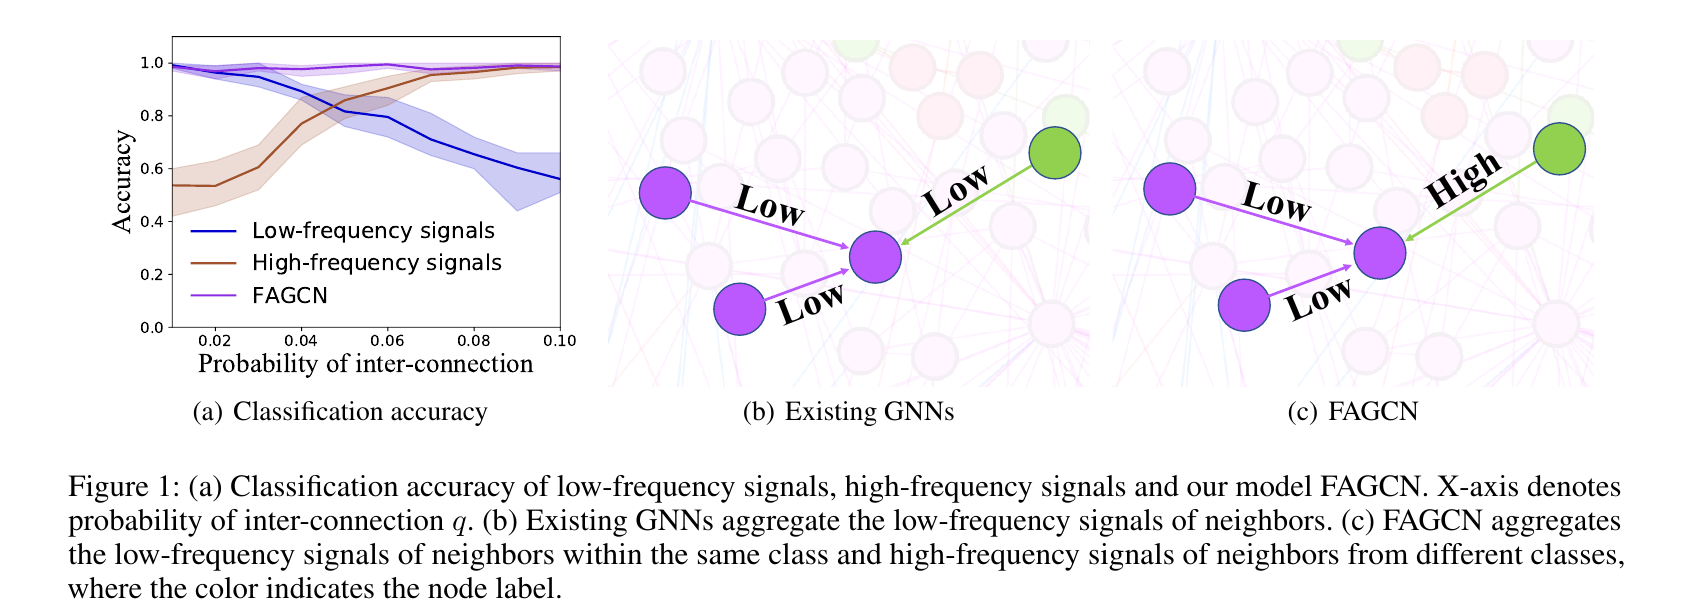 1.0
0.8
0.6
0.4
0.2
0.0
Accuracy
Low-frequency signals
High-frequency signals
FAGCN
0.02 0.04 0.06 0.08 0.10
Probability of inter-connection
(a) Classification accuracy
Low
Low
Low
(b) Existing GNNs
Low
High
Low
(c) FAGCN
Figure 1: (a) Classification accuracy of low-frequency signals, high-frequency signals and our model FAGCN. X-axis denotes
probability of inter-connection q. (b) Existing GNNs aggregate the low-frequency signals of neighbors. (c) FAGCN aggregates
the low-frequency signals of neighbors within the same class and high-frequency signals of neighbors from different classes,
where the color indicates the node label.